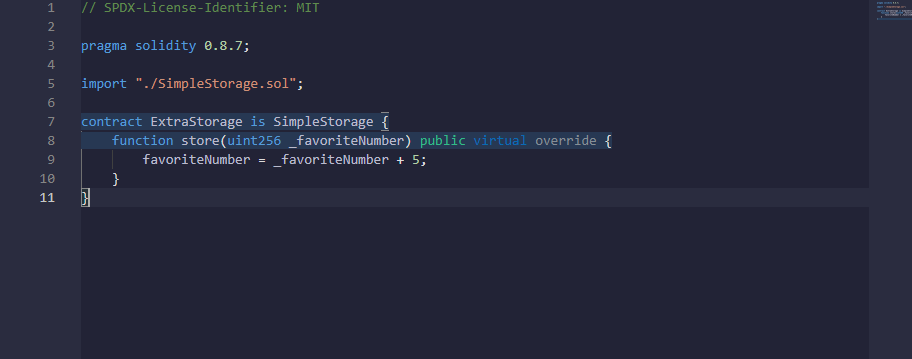 1 // SPDX-License-Identifier: MIT
2
3 pragma solidity 0.8.7;
4
5 import "./SimpleStorage.sol";
6
7 contract ExtraStorage is SimpleStorage {
8 function store(uint256 _favoriteNumber) public virtual override {
9 favoriteNumber = _favoriteNumber + 5;
10 }
11 }